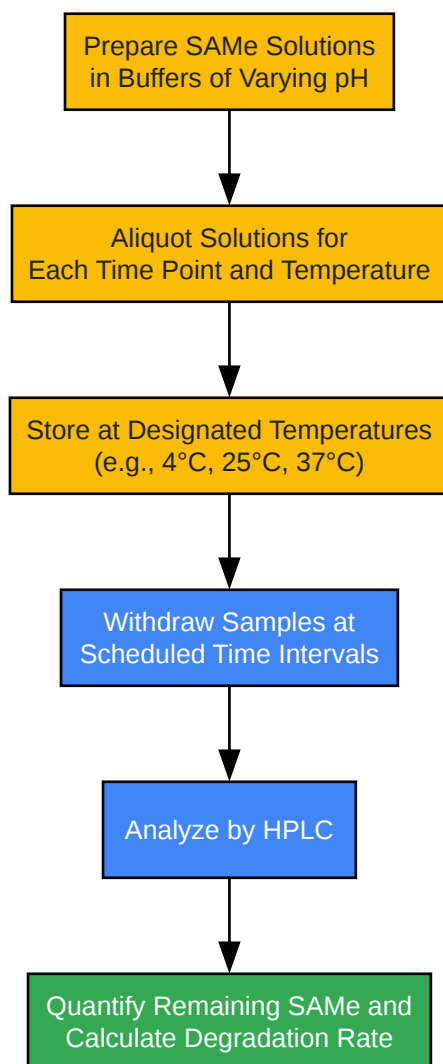 Prepare SAMe Solutions
in Buffers of Varying pH
Aliquot Solutions for
Each Time Point and Temperature
Store at Designated Temperatures
(e.g., 4°C, 25°C, 37°C)
Withdraw Samples at
Scheduled Time Intervals
Analyze by HPLC
Quantify Remaining SAMe and
Calculate Degradation Rate